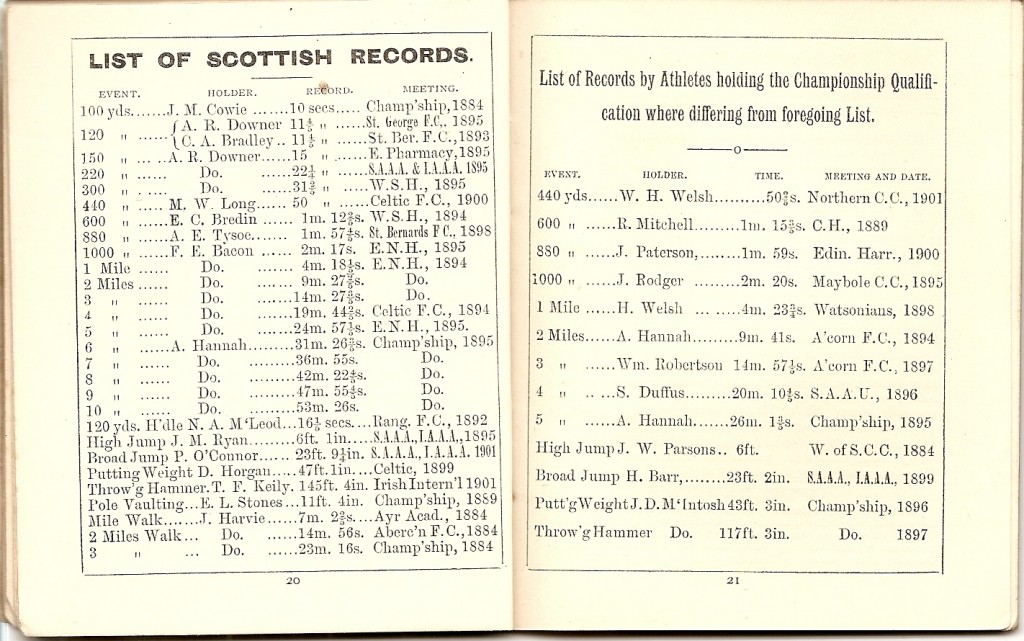 LIST OF SCOTTISH RECORDS.
EVENT. HOLDER. RECORD. MEETING.
100 yds.......J. M. Cowie ......10 secs..... Champ'ship, 1884
120 " ...... { A. R. Downer 11⅘ " ......St. George F.C., 1895
{ C. A. Bradley.. 11⅘ " ......St. Ber. F.C., 1893
150 " ... ....A. R. Downer......15 " ......E. Pharmacy, 1895
220 " ...... Do. ......22¼ " ......S.A.A.A. & I.A.A.A. 1895
300 " ...... Do. ......31⅖ " ......W.S.H., 1895
440 " ...... M. W. Long......50 " ......Celtic F.C., 1900
600 " ...... E. C. Bredin ...... 1m. 12⅗s. W.S.H., 1894
880 " ...... A. E. Tysoe...... 1m. 57⅘s. St. Bernards F C., 1898
1000 " ...... F. E. Bacon ...... 2m. 17s. E.N.H., 1895
1 Mile ...... Do. ....... 4m. 18⅕s. E.N.H., 1894
2 Miles ...... Do. ....... 9m. 27⅖s. Do.
3 " ...... Do. .......14m. 27⅗s. Do.
4 " ...... Do. .......19m. 44⅖s. Celtic F.C., 1894
5 " ...... Do. .......24m. 57⅕s. E.N.H., 1895.
6 " ......A. Hannah........31m. 26⅗s. Champ'ship, 1895
7 " Do. .........36m. 55s. Do.
8 " Do. .........42m. 22⅘s. Do.
9 " Do. .........47m. 55⅘s. Do.
10 " Do. .........53m. 26s. Do.
120 yds. H'dle N. A. M'Leod...16⅕ secs....Rang. F.C., 1892
High Jump J. M. Ryan........6ft. 1in....S.A.A.A., I.A.A.A., 1895
Broad Jump P. O'Connor......23ft. 9½in. S.A.A.A., I.A.A.A. 1901
Putting Weight D. Horgan.....47ft. 1in....Celtic, 1899
Throw'g Hammer. T. F. Keily. 145ft. 4in. Irish Intern'l 1901
Pole Vaulting...E. L. Stones...11ft. 4in. Champ'ship, 1889
Mile Walk.......J. Harvie....7m. 2⅖s....Ayr Acad., 1884
2 Miles Walk... Do. ......14m. 56s. Aberc'n F.C., 1884
3 " ... Do. ......23m. 16s. Champ'ship, 1884
20
List of Records by Athletes holding the Championship Qualifi-
cation where differing from foregoing List.
EVENT. HOLDER. TIME. MEETING AND DATE.
440 yds......W. H. Welsh..........50⅖s. Northern C.C., 1901
600 " ......R. Mitchell.........1m. 15⅗s. C.H., 1889
880 " ......J. Paterson,.......1m. 59s. Edin. Harr., 1900
1000 " ......J. Rodger ........2m. 20s. Maybole C.C., 1895
1 Mile ......H. Welsh ... ......4m. 23¾s. Watsonians, 1898
2 Miles......A. Hannah........9m. 41s. A'corn F.C., 1894
3 " ......Wm. Robertson 14m. 57⅕s. A'corn F.C., 1897
4 " .. ...S. Duffus........20m. 10⅘s. S.A.A.U., 1896
5 " ......A. Hannah......26m. 1⅗s. Champ'ship, 1895
High Jump J. W. Parsons.. 6ft. W. of S.C.C., 1884
Broad Jump H. Barr,........23ft. 2in. S.A.A.A., I.A.A.A., 1899
Putt'g Weight J. D. M'Intosh 43ft. 3in. Champ'ship, 1896
Throw'g Hammer Do. 117ft. 3in. Do. 1897
21